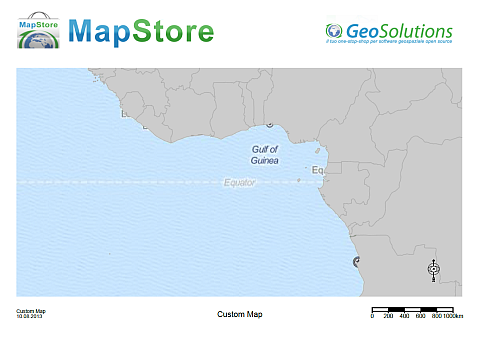 MapStore
MapStore
GeoSolutions
il tuo one-stop-shop per software geospaziale open source
Gulf of
Guinea
Eq.
Equator
Custom Map
10.08.2013
Custom Map
0 200 400 600 800 1000km